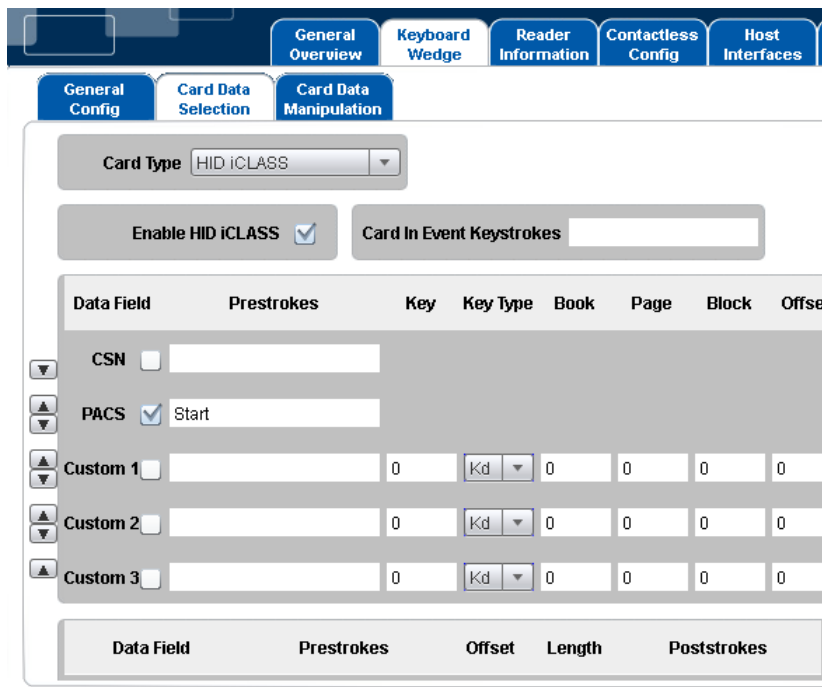 General Overview
Keyboard Wedge
Reader Information
Contactless Config
Host Interfaces
General Config
Card Data Selection
Card Data Manipulation
Card Type HID iCLASS
Enable HID iCLASS Card In Event Keystrokes
Data Field Prestrokes Key Key Type Book Page Block Offse
CSN
PACS Start
Custom 1 0 Kd 0 0 0 0
Custom 2 0 Kd 0 0 0 0
Custom 3 0 Kd 0 0 0 0
Data Field Prestrokes Offset Length Poststrokes